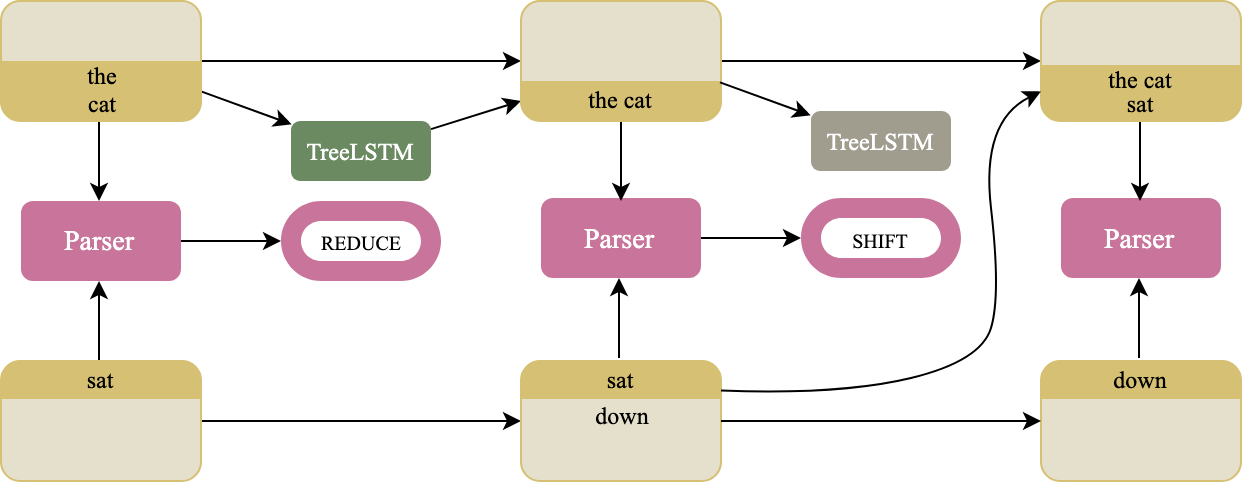 the
cat
the cat
the cat
sat
TreeLSTM
TreeLSTM
Parser
REDUCE
Parser
SHIFT
Parser
sat
sat
down
down